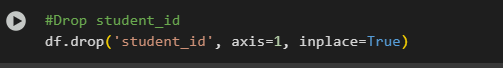 #Drop student_id
df.drop('student_id', axis=1, inplace=True)